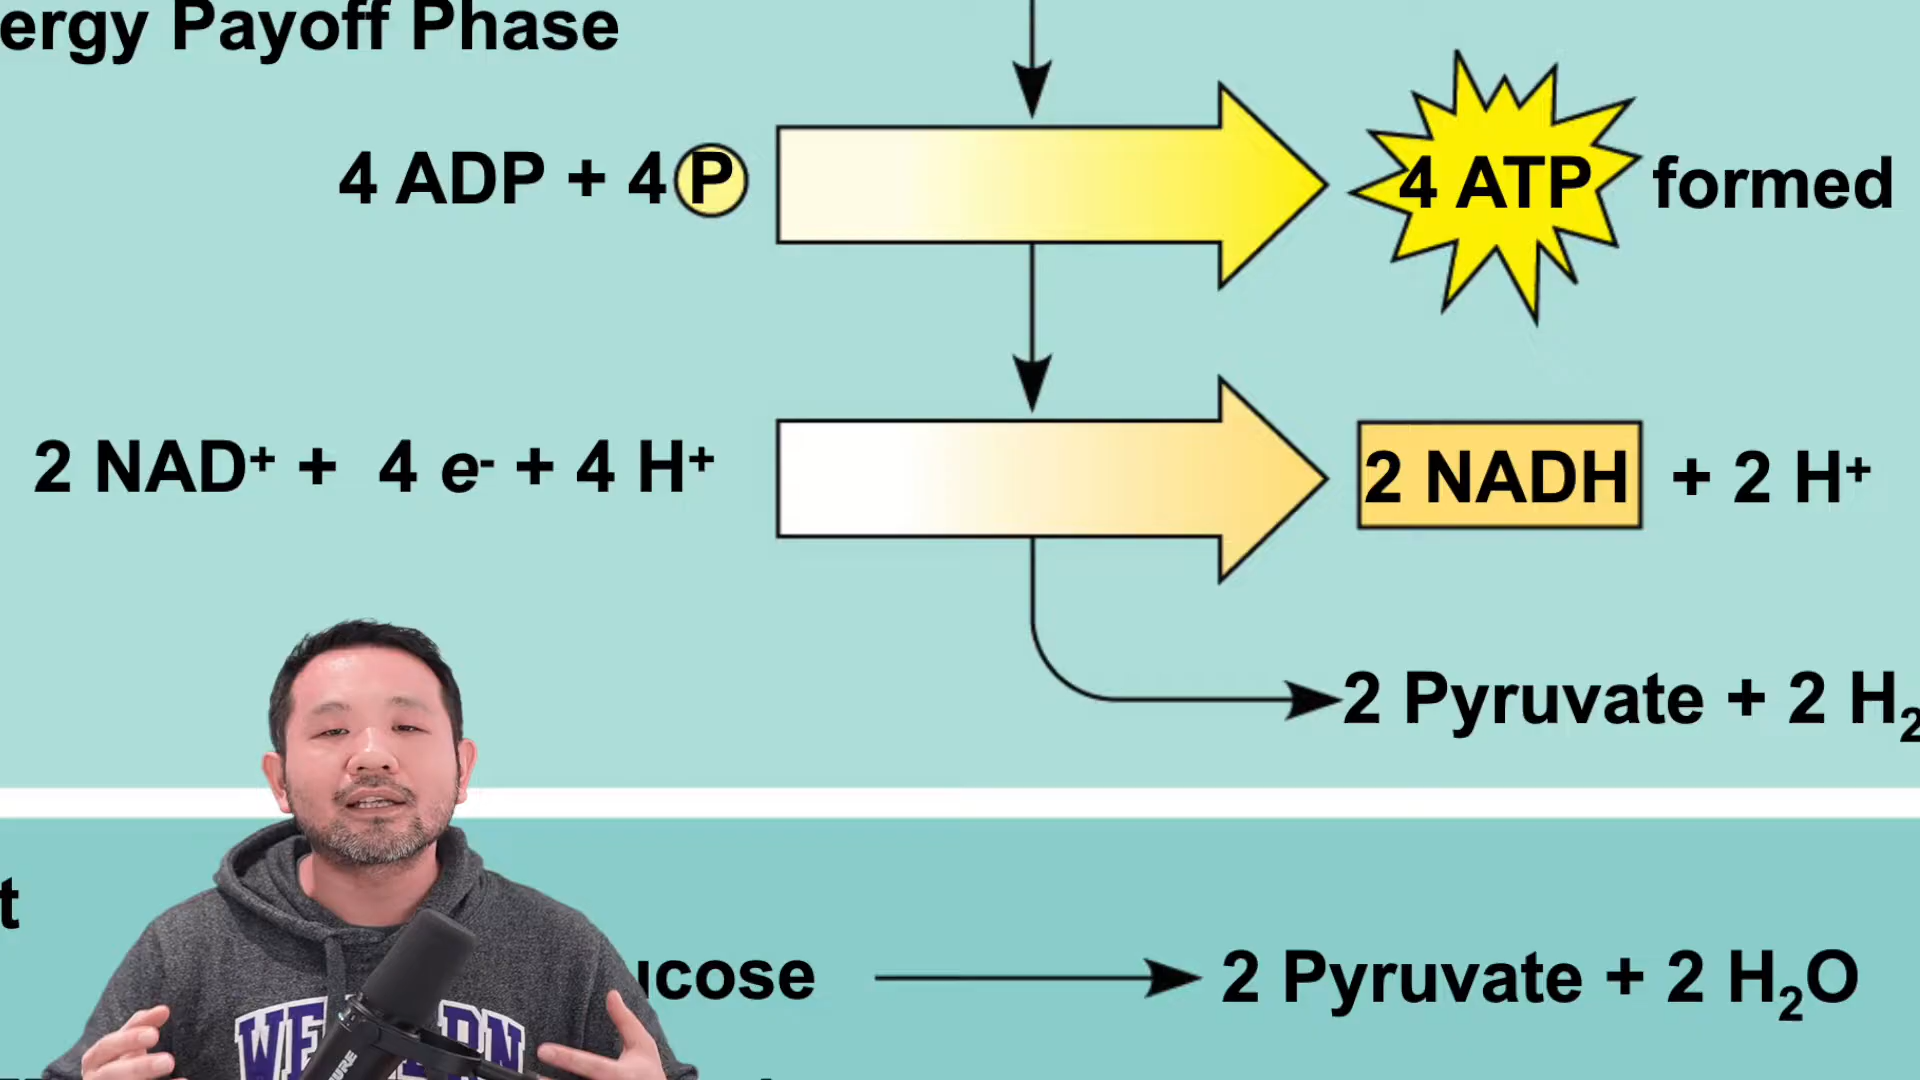 ergy Payoff Phase
4 ADP + 4 P
4 ATP formed
2 NAD⁺ + 4 e⁻ + 4 H⁺
2 NADH + 2 H⁺
2 Pyruvate + 2 H₂
t
ucose
2 Pyruvate + 2 H₂O